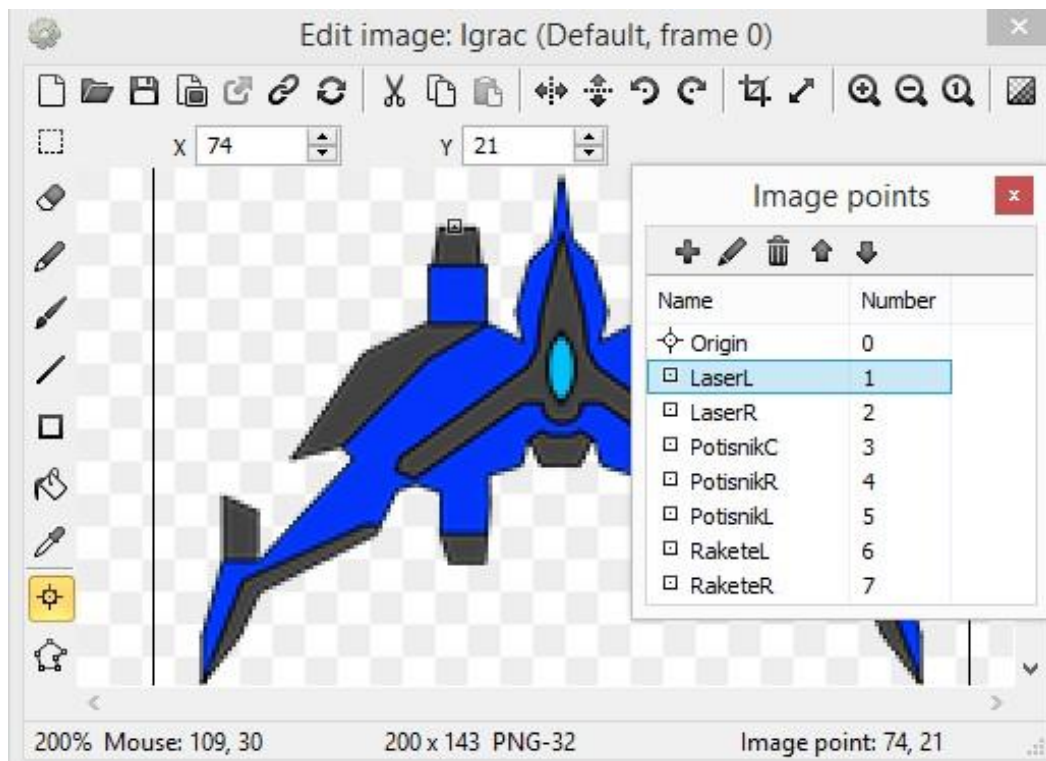 Edit image: Igrac (Default, frame 0)
X 74 Y 21
Image points
Name Number
Origin 0
LaserL 1
LaserR 2
PotisnikC 3
PotisnikR 4
PotisnikL 5
RaketeL 6
RaketeR 7
200% Mouse: 109, 30 200 x 143 PNG-32 Image point: 74, 21